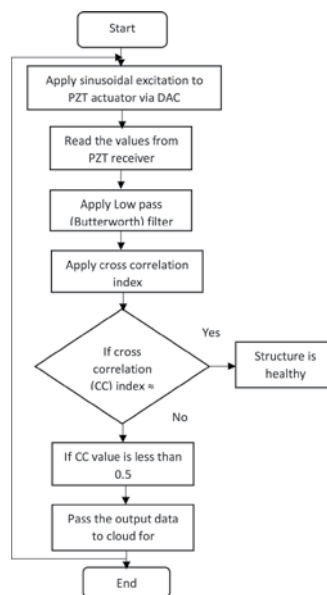 Start
Apply sinusoidal excitation to
PZT actuator via DAC
Read the values from
PZT receiver
Apply Low pass
(Butterworth) filter
Apply cross correlation
index
If cross
correlation
(CC) index ≈
Yes
Structure is
healthy
No
If CC value is less than
0.5
Pass the output data
to cloud for
End